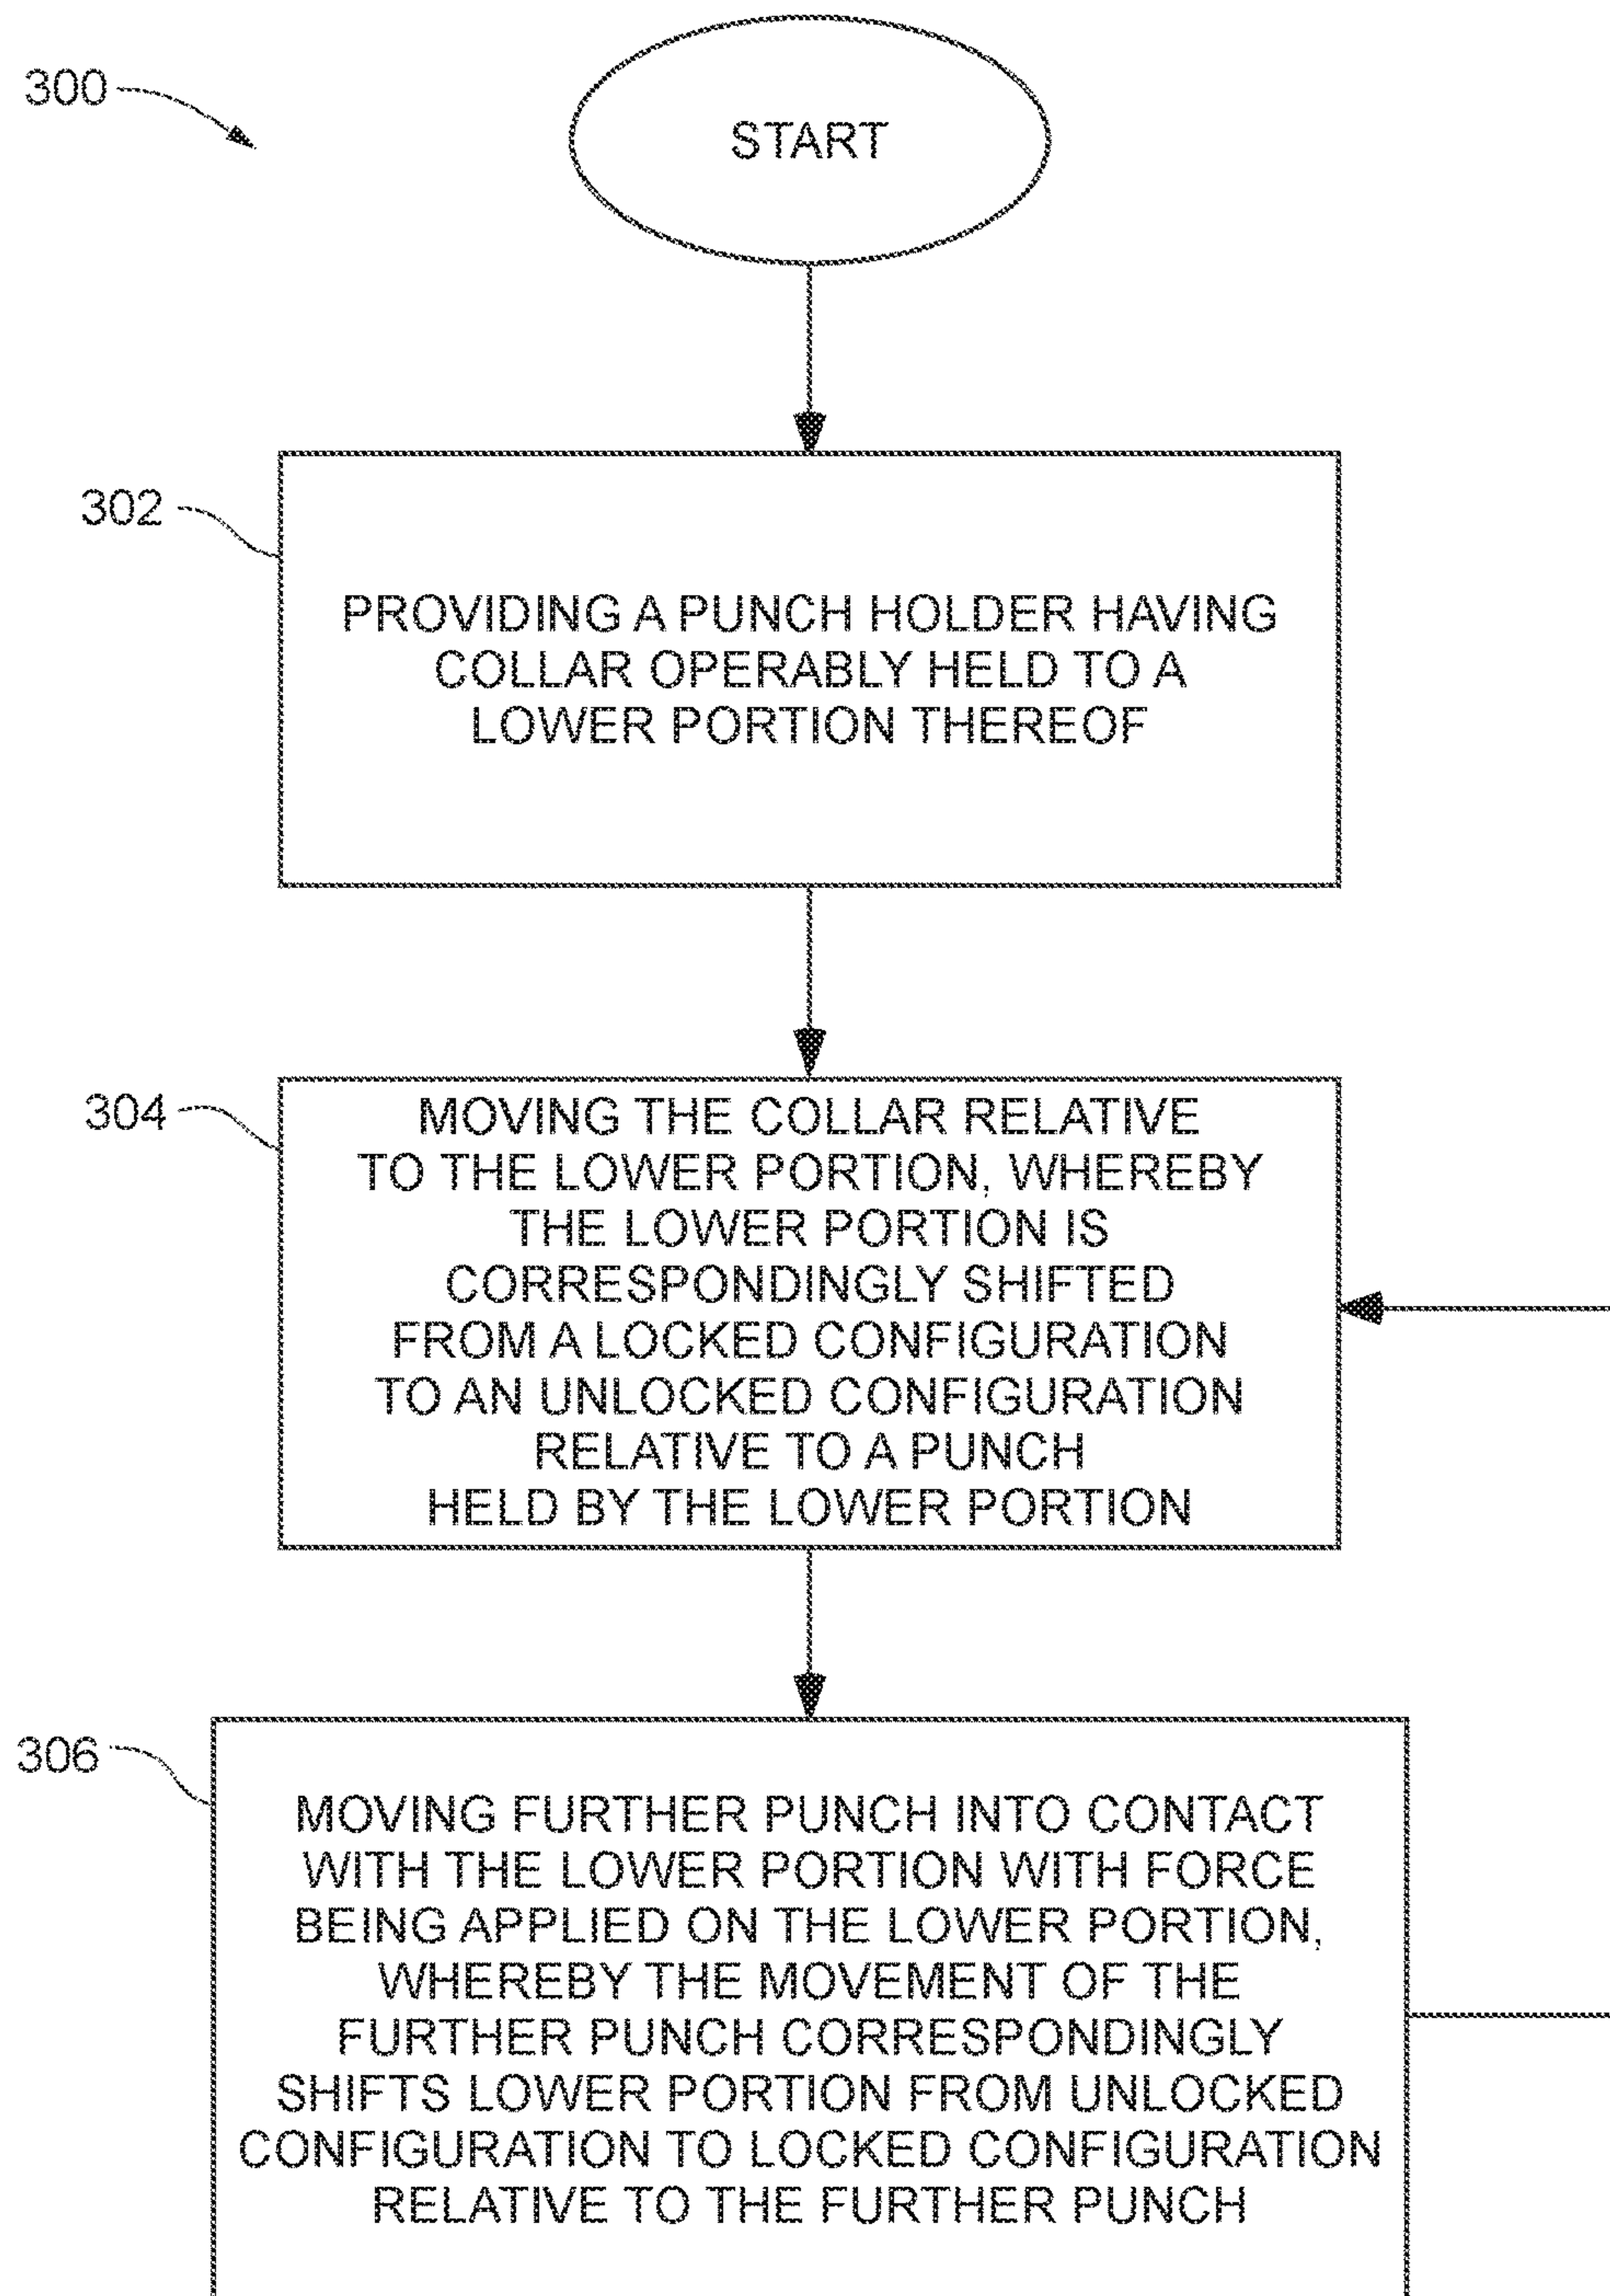 300
START
302
PROVIDING A PUNCH HOLDER HAVING
COLLAR OPERABLY HELD TO A
LOWER PORTION THEREOF
304
MOVING THE COLLAR RELATIVE
TO THE LOWER PORTION, WHEREBY
THE LOWER PORTION IS
CORRESPONDINGLY SHIFTED
FROM A LOCKED CONFIGURATION
TO AN UNLOCKED CONFIGURATION
RELATIVE TO A PUNCH
HELD BY THE LOWER PORTION
306
MOVING FURTHER PUNCH INTO CONTACT
WITH THE LOWER PORTION WITH FORCE
BEING APPLIED ON THE LOWER PORTION,
WHEREBY THE MOVEMENT OF THE
FURTHER PUNCH CORRESPONDINGLY
SHIFTS LOWER PORTION FROM UNLOCKED
CONFIGURATION TO LOCKED CONFIGURATION
RELATIVE TO THE FURTHER PUNCH